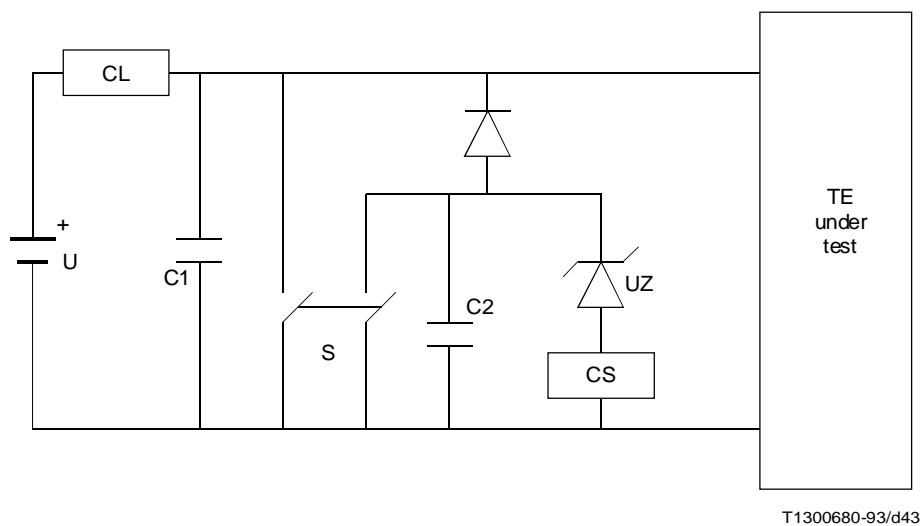 CL
TE
under
test
+
U
C1
C2
UZ
S
CS
T1300680-93/d43